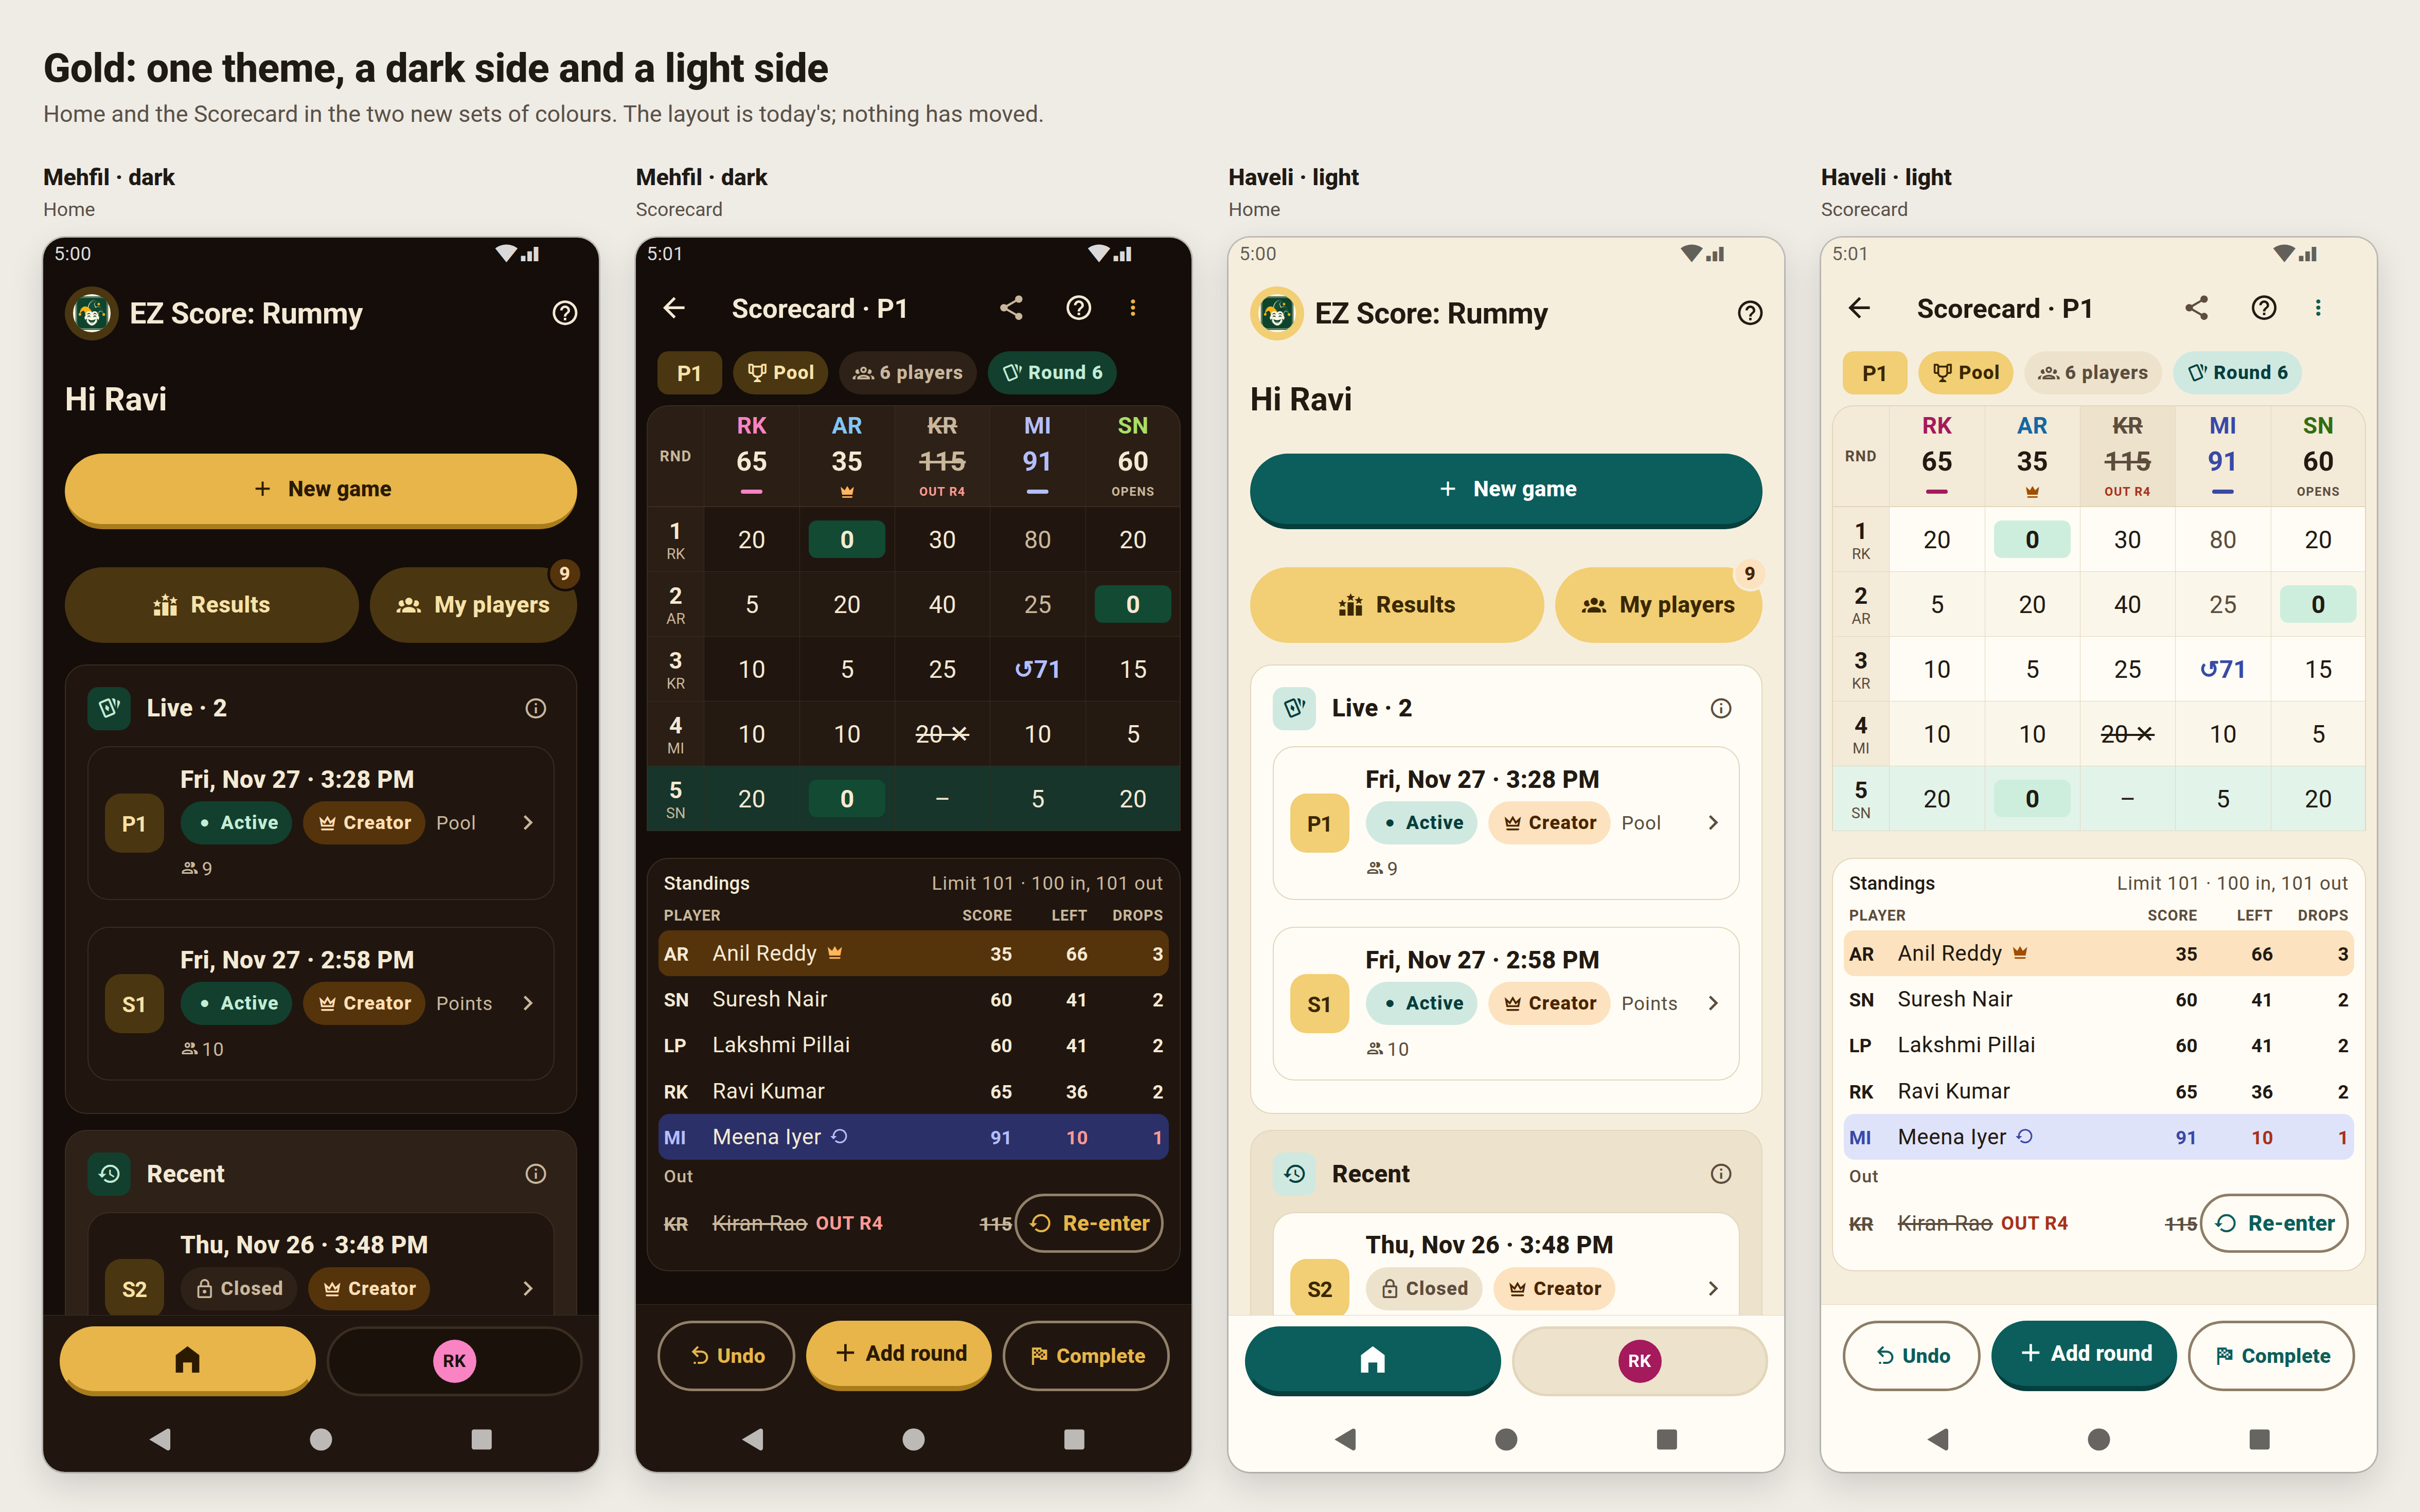 Gold: one theme, a dark side and a light side
Home and the Scorecard in the two new sets of colours. The layout is today's; nothing has moved.
Mehfil · dark
Home
5:00
EZ Score: Rummy
Hi Ravi
+ New game
Results
My players
9
Live · 2
P1
Fri, Nov 27 · 3:28 PM
• Active
Creator
Pool
9
S1
Fri, Nov 27 · 2:58 PM
• Active
Creator
Points
10
Recent
S2
Thu, Nov 26 · 3:48 PM
Closed
Creator
RK
Mehfil · dark
Scorecard
5:01
Scorecard · P1
P1 Pool 6 players Round 6
RND RK AR KR MI SN
65 35 115 91 60
OUT R4 OPENS
1 RK 20 0 30 80 20
2 AR 5 20 40 25 0
3 KR 10 5 25 ↺71 15
4 MI 10 10 20 ✕ 10 5
5 SN 20 0 – 5 20
Standings Limit 101 · 100 in, 101 out
PLAYER SCORE LEFT DROPS
AR Anil Reddy 35 66 3
SN Suresh Nair 60 41 2
LP Lakshmi Pillai 60 41 2
RK Ravi Kumar 65 36 2
MI Meena Iyer 91 10 1
Out
KR Kiran Rao OUT R4 115 Re-enter
Undo + Add round Complete
Haveli · light
Home
5:00
EZ Score: Rummy
Hi Ravi
+ New game
Results
My players
9
Live · 2
P1
Fri, Nov 27 · 3:28 PM
• Active
Creator
Pool
9
S1
Fri, Nov 27 · 2:58 PM
• Active
Creator
Points
10
Recent
S2
Thu, Nov 26 · 3:48 PM
Closed
Creator
RK
Haveli · light
Scorecard
5:01
Scorecard · P1
P1 Pool 6 players Round 6
RND RK AR KR MI SN
65 35 115 91 60
OUT R4 OPENS
1 RK 20 0 30 80 20
2 AR 5 20 40 25 0
3 KR 10 5 25 ↺71 15
4 MI 10 10 20 ✕ 10 5
5 SN 20 0 – 5 20
Standings Limit 101 · 100 in, 101 out
PLAYER SCORE LEFT DROPS
AR Anil Reddy 35 66 3
SN Suresh Nair 60 41 2
LP Lakshmi Pillai 60 41 2
RK Ravi Kumar 65 36 2
MI Meena Iyer 91 10 1
Out
KR Kiran Rao OUT R4 115 Re-enter
Undo + Add round Complete